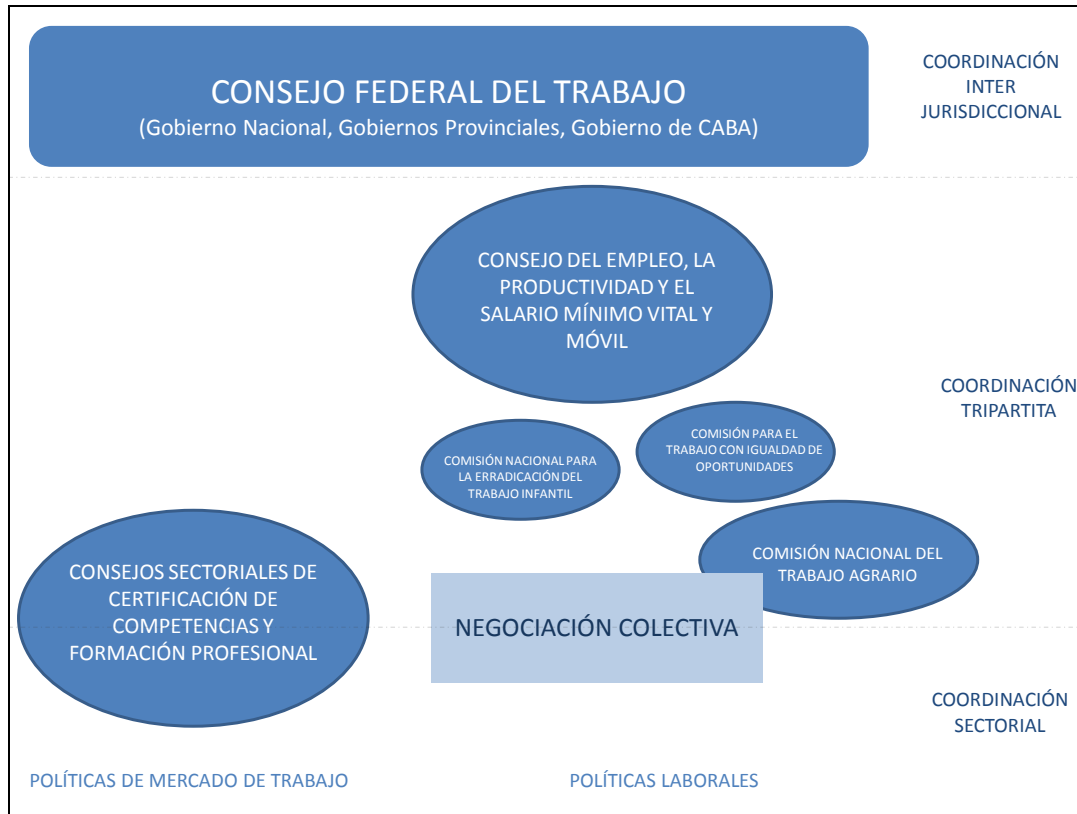 CONSEJO FEDERAL DEL TRABAJO
(Gobierno Nacional, Gobiernos Provinciales, Gobierno de CABA)
COORDINACIÓN
INTER
JURISDICCIONAL
CONSEJO DEL EMPLEO, LA
PRODUCTIVIDAD Y EL
SALARIO MÍNIMO VITAL Y
MÓVIL
COORDINACIÓN
TRIPARTITA
COMISIÓN NACIONAL PARA
LA ERRADICACIÓN DEL
TRABAJO INFANTIL
COMISIÓN PARA EL
TRABAJO CON IGUALDAD DE
OPORTUNIDADES
COMISIÓN NACIONAL DEL
TRABAJO AGRARIO
CONSEJOS SECTORIALES DE
CERTIFICACIÓN DE
COMPETENCIAS Y
FORMACIÓN PROFESIONAL
NEGOCIACIÓN COLECTIVA
COORDINACIÓN
SECTORIAL
POLÍTICAS DE MERCADO DE TRABAJO
POLÍTICAS LABORALES